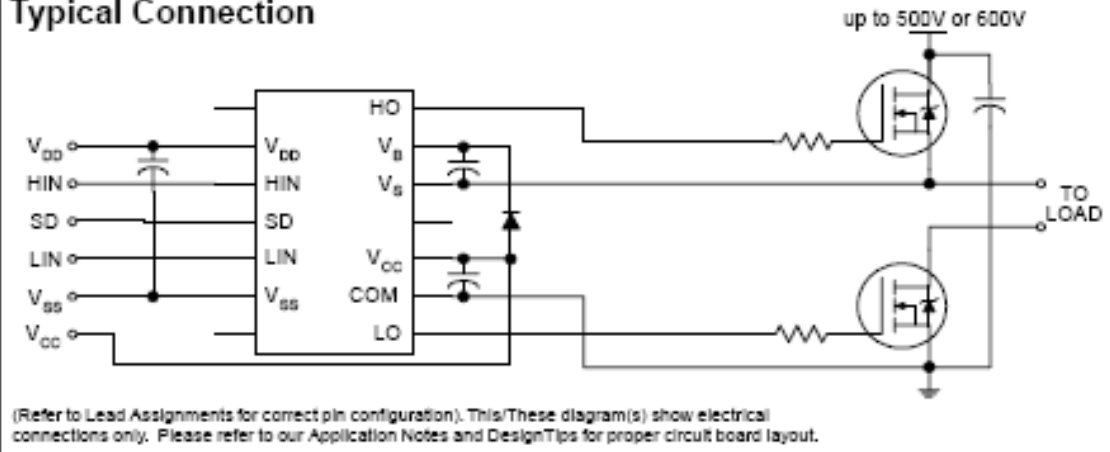 Typical Connection
up to 500V or 600V
HO
VDD
VDD
VB
HIN
HIN
VS
TO
LOAD
SD
SD
LIN
LIN
VCC
VSS
VSS
COM
VCC
LO
(Refer to Lead Assignments for correct pin configuration). This/These diagram(s) show electrical
connections only. Please refer to our Application Notes and DesignTips for proper circuit board layout.